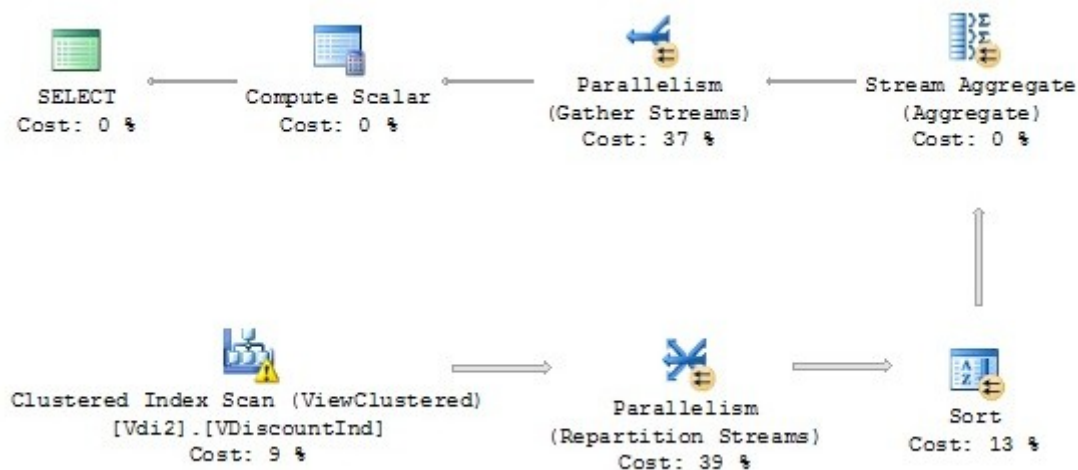 SELECT
Cost: 0 %
Compute Scalar
Cost: 0 %
Parallelism
(Gather Streams)
Cost: 37 %
Stream Aggregate
(Aggregate)
Cost: 0 %
Clustered Index Scan (ViewClustered)
[Vdi2].[VDiscountInd]
Cost: 9 %
Parallelism
(Repartition Streams)
Cost: 39 %
Sort
Cost: 13 %